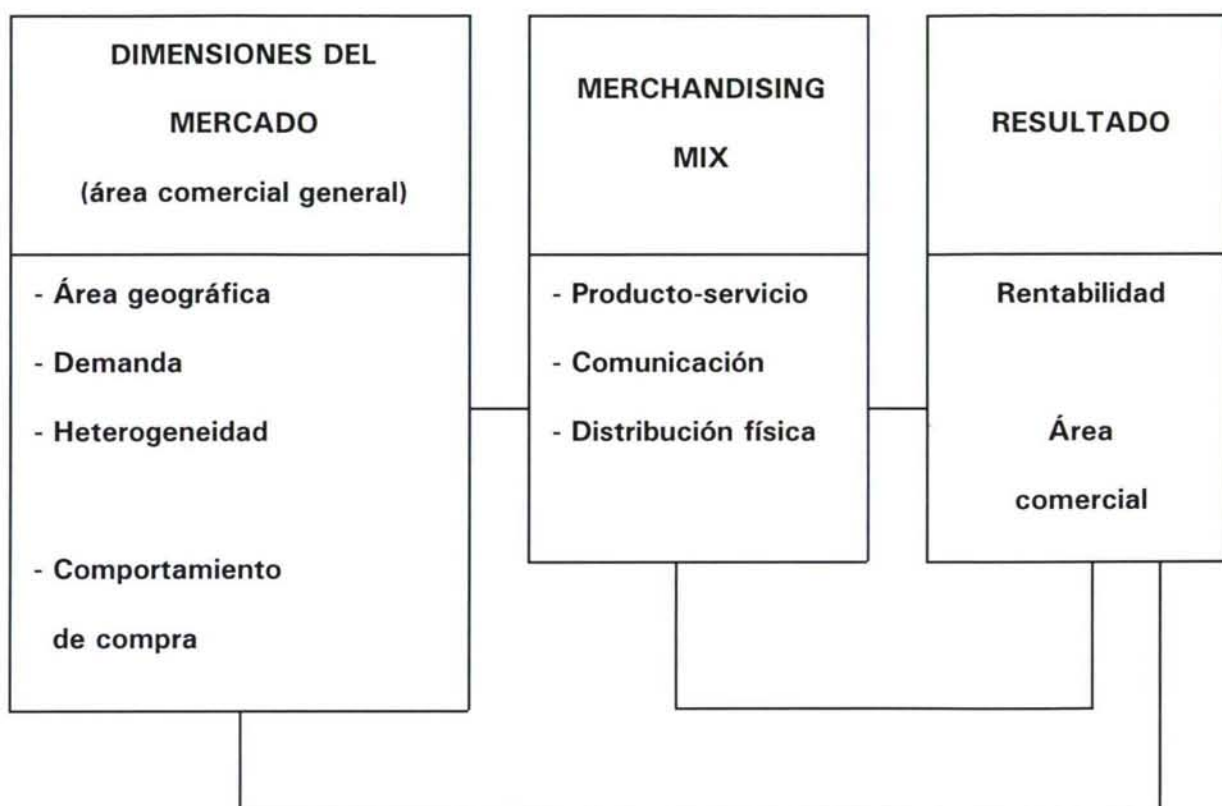 DIMENSIONES DEL
MERCADO
(área comercial general)
- Área geográfica
- Demanda
- Heterogeneidad
- Comportamiento
de compra
MERCHANDISING
MIX
- Producto-servicio
- Comunicación
- Distribución física
RESULTADO
Rentabilidad
Área
comercial